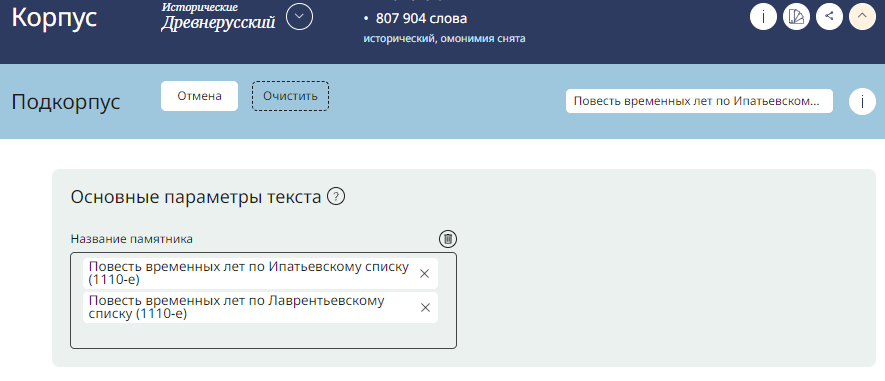 Корпус
Исторические
Древнерусский
• 807 904 слова
исторический, омонимия снята
i
Подкорпус
Отмена
Очистить
Повесть временных лет по Ипатьевском...
i
Основные параметры текста ?
Название памятника
Повесть временных лет по Ипатьевскому списку
(1110-е)
Повесть временных лет по Лаврентьевскому
списку (1110-е)